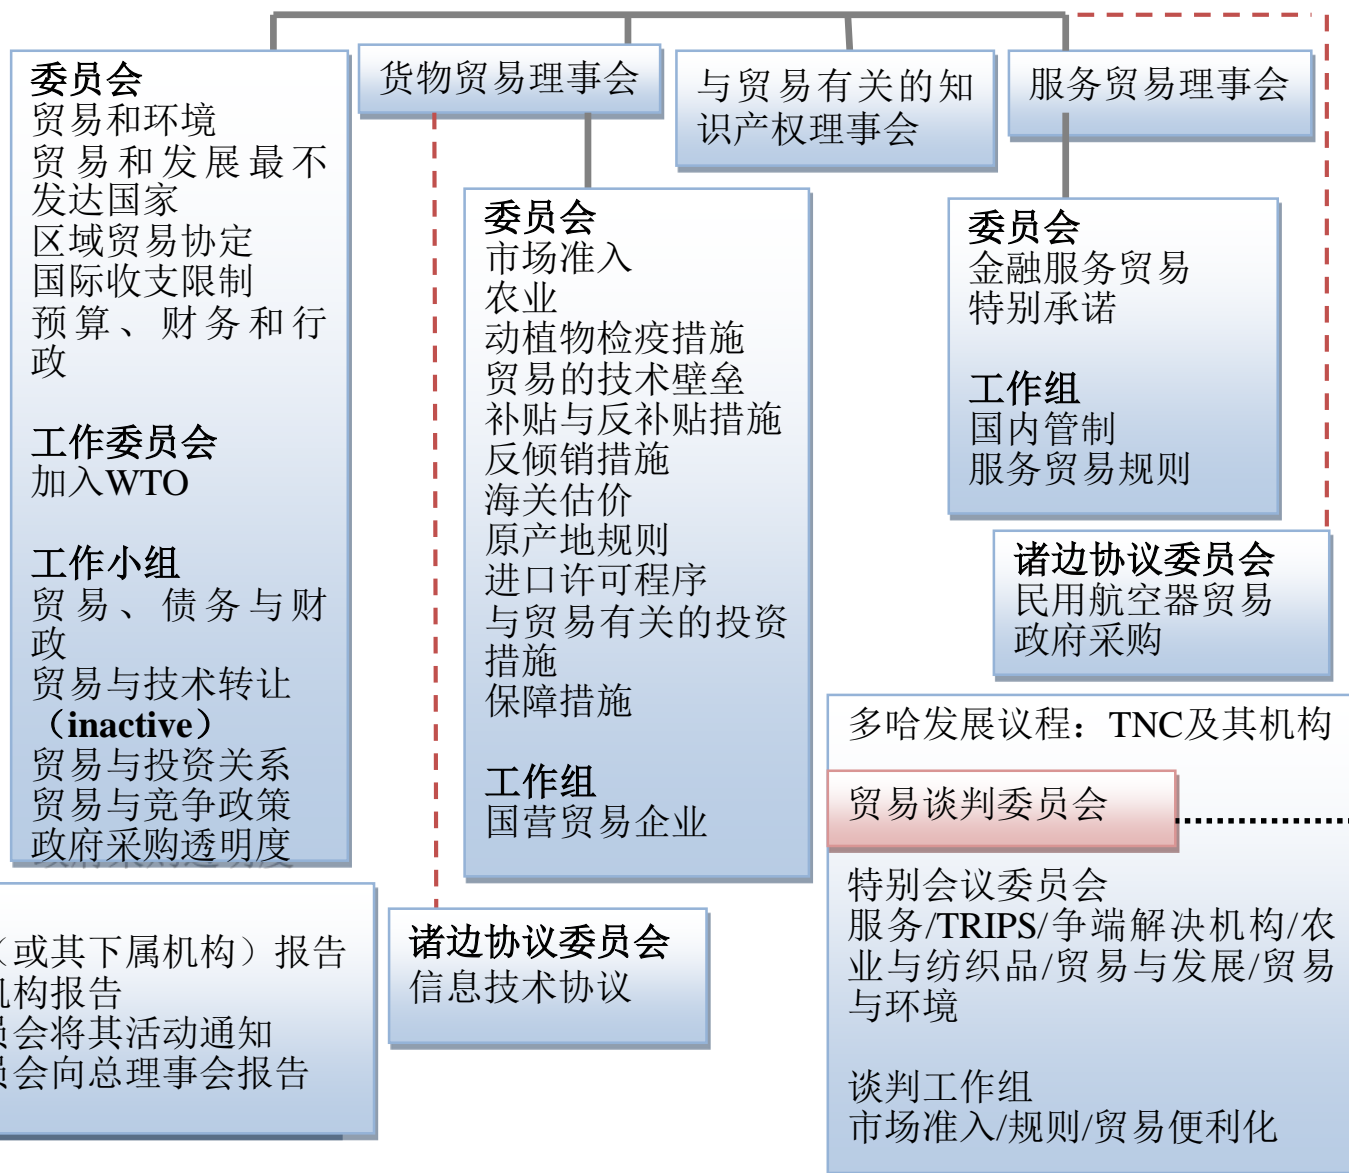 委员会
贸易和环境
贸易和发展最不
发达国家
区域贸易协定
国际收支限制
预算、财务和行
政
工作委员会
加入WTO
工作小组
贸易、债务与财
政
贸易与技术转让
（inactive）
贸易与投资关系
贸易与竞争政策
政府采购透明度
货物贸易理事会
委员会
市场准入
农业
动植物检疫措施
贸易的技术壁垒
补贴与反补贴措施
反倾销措施
海关估价
原产地规则
进口许可程序
与贸易有关的投资
措施
保障措施
工作组
国营贸易企业
与贸易有关的知
识产权理事会
服务贸易理事会
委员会
金融服务贸易
特别承诺
工作组
国内管制
服务贸易规则
诸边协议委员会
民用航空器贸易
政府采购
（或其下属机构）报告
机构报告
员会将其活动通知
员会向总理事会报告
诸边协议委员会
信息技术协议
多哈发展议程：TNC及其机构
贸易谈判委员会
特别会议委员会
服务/TRIPS/争端解决机构/农
业与纺织品/贸易与发展/贸易
与环境
谈判工作组
市场准入/规则/贸易便利化